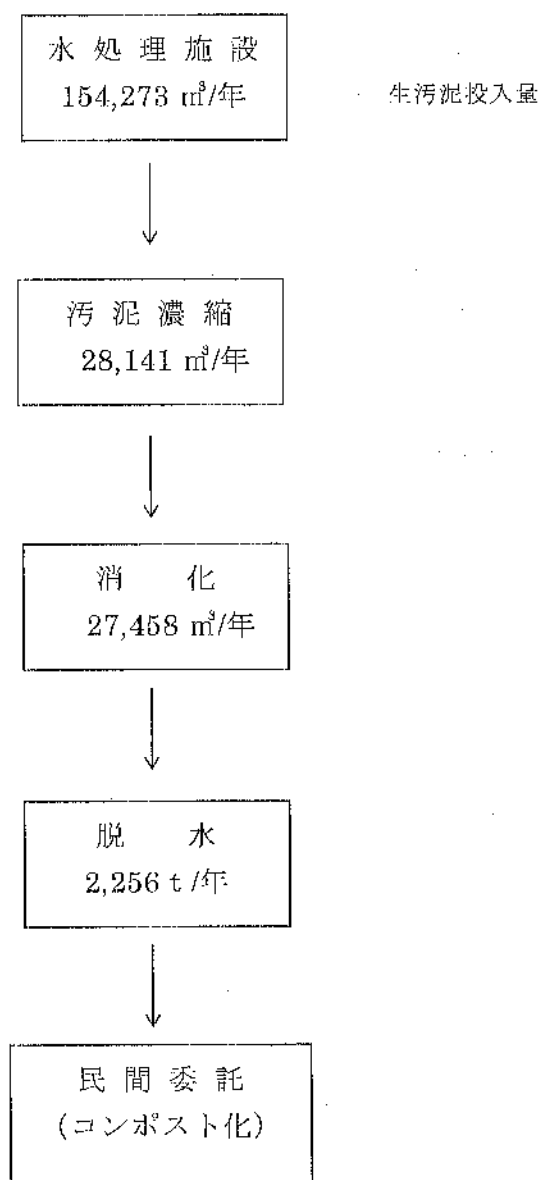 水処理施設
154,273 ㎥/年
生汚泥投入量
汚泥濃縮
28,141 ㎥/年
消化
27,458 ㎥/年
脱水
2,256 t/年
民間委託
(コンポスト化)